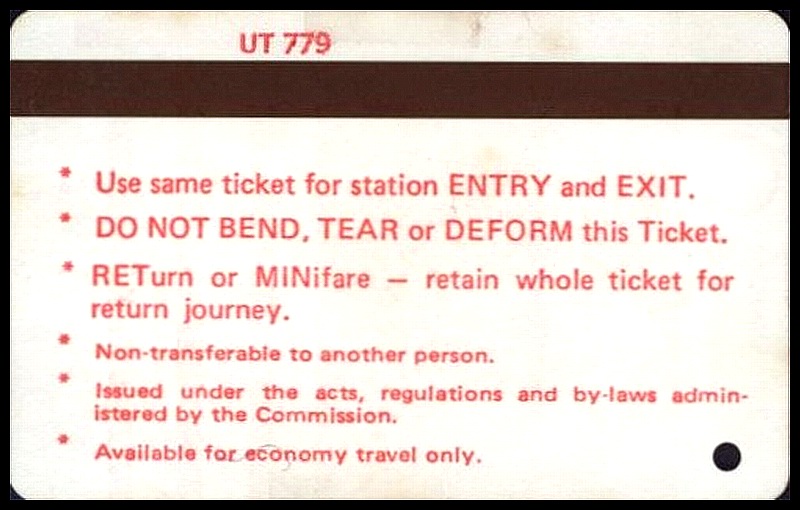 UT 779
* Use same ticket for station ENTRY and EXIT.
* DO NOT BEND, TEAR or DEFORM this Ticket.
* RETurn or MINifare — retain whole ticket for
return journey.
* Non-transferable to another person.
* Issued under the acts, regulations and by-laws admin-
istered by the Commission.
* Available for economy travel only.